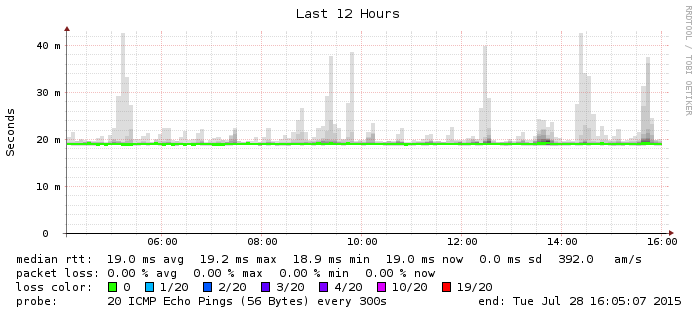 Last 12 Hours
RRDTOOL / TOBI OETIKER
Seconds
40 m
30 m
20 m
10 m
0
06:00 08:00 10:00 12:00 14:00 16:00
median rtt: 19.0 ms avg 19.2 ms max 18.9 ms min 19.0 ms now 0.0 ms sd 392.0 am/s
packet loss: 0.00 % avg 0.00 % max 0.00 % min 0.00 % now
loss color: 0 1/20 2/20 3/20 4/20 10/20 19/20
probe: 20 ICMP Echo Pings (56 Bytes) every 300s end: Tue Jul 28 16:05:07 2015